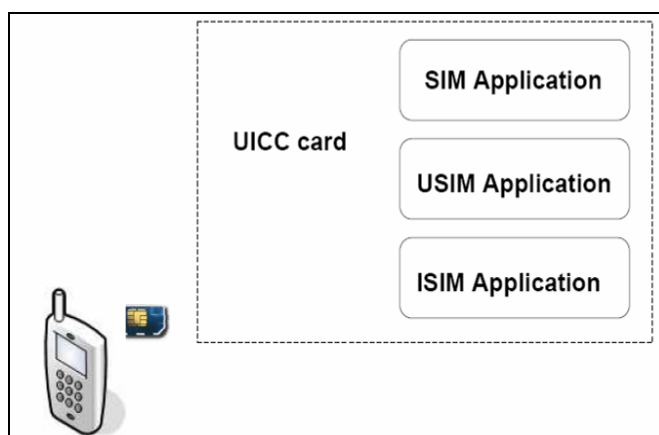 SIM Application
UICC card
USIM Application
ISIM Application